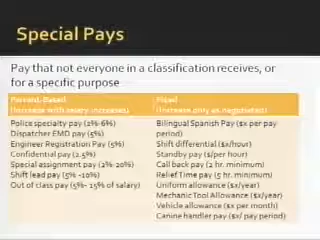 Special Pays
Pay that not everyone in a classification receives, or
for a specific purpose
Percent Based
(Increase with salary increases)
Fixed
(Increase only as negotiated)
Police specialty pay (2%-6%)
Dispatcher EMD pay (5%)
Engineer Registration Pay (5%)
Confidential pay (2.5%)
Special assignment pay (2%-20%)
Shift lead pay (5% -10%)
Out of class pay (5%- 15% of salary)
Bilingual Spanish Pay ($x per pay
period)
Shift differential ($x/hour)
Standby pay ($/per hour)
Call back pay (2 hr. minimum)
Relief Time pay (5 hr. minimum)
Uniform allowance ($x/year)
Mechanic Tool Allowance ($x/year)
Vehicle allowance ($x per month)
Canine handler pay ($x/ pay period)